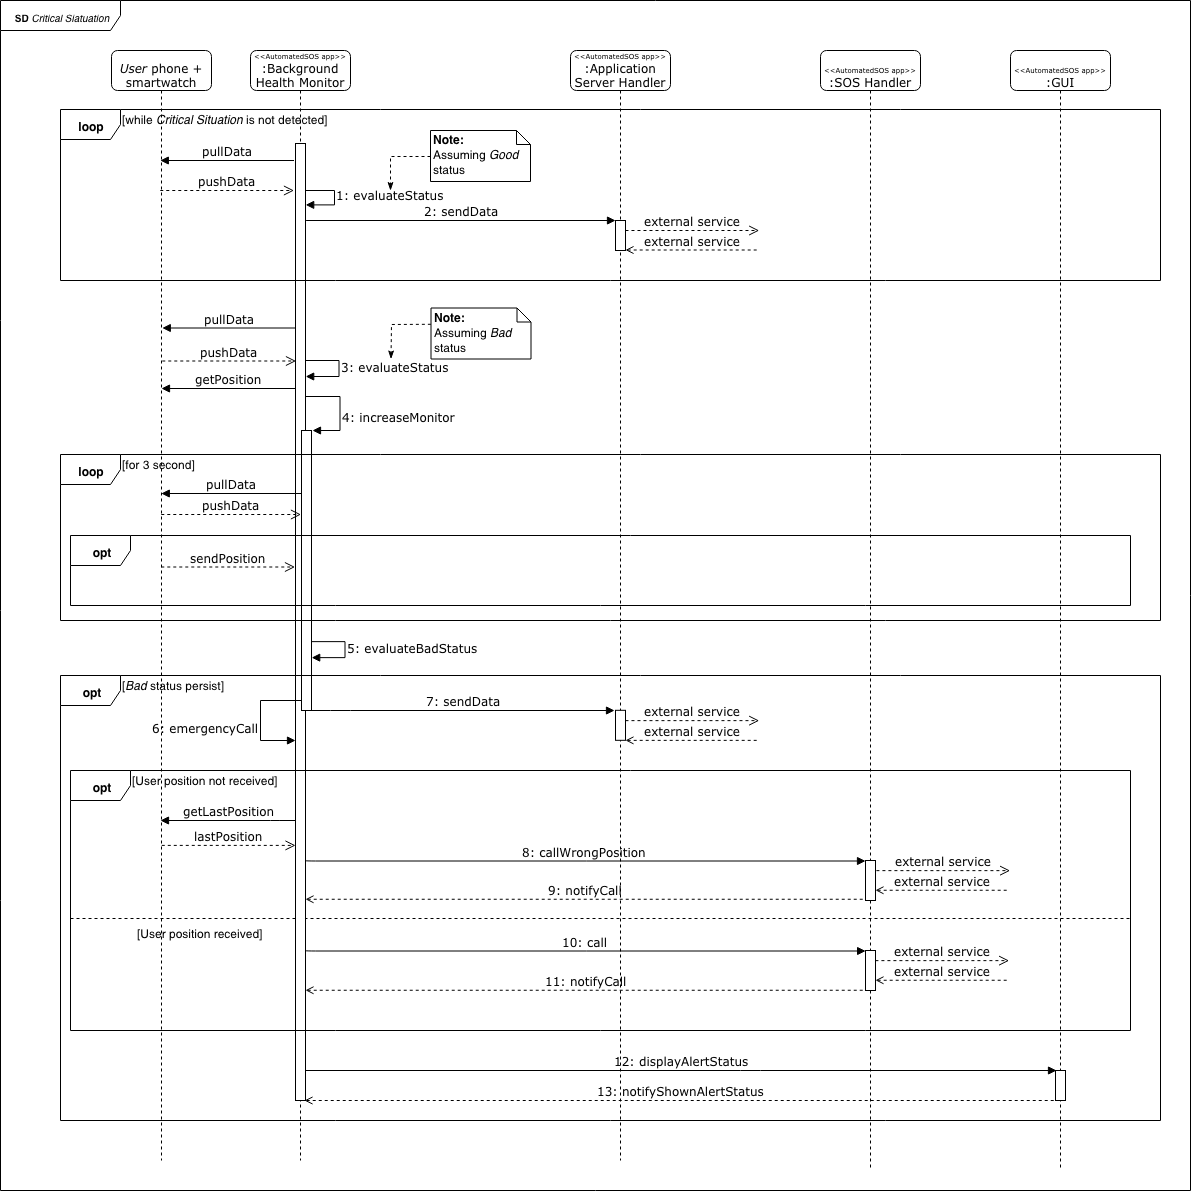 SD Critical Siatuation
User phone +
smartwatch
<<AutomatedSOS app>>
:Background
Health Monitor
<<AutomatedSOS app>>
:Application
Server Handler
<<AutomatedSOS app>>
:SOS Handler
<<AutomatedSOS app>>
:GUI
loop
[while Critical Situation is not detected]
Note:
Assuming Good
status
pullData
pushData
1: evaluateStatus
2: sendData
external service
external service
Note:
Assuming Bad
status
pullData
pushData
3: evaluateStatus
getPosition
4: increaseMonitor
loop
[for 3 second]
pullData
pushData
opt
sendPosition
5: evaluateBadStatus
opt
[Bad status persist]
7: sendData
external service
6: emergencyCall
external service
opt
[User position not received]
getLastPosition
lastPosition
8: callWrongPosition
external service
external service
9: notifyCall
[User position received]
10: call
external service
external service
11: notifyCall
12: displayAlertStatus
13: notifyShownAlertStatus